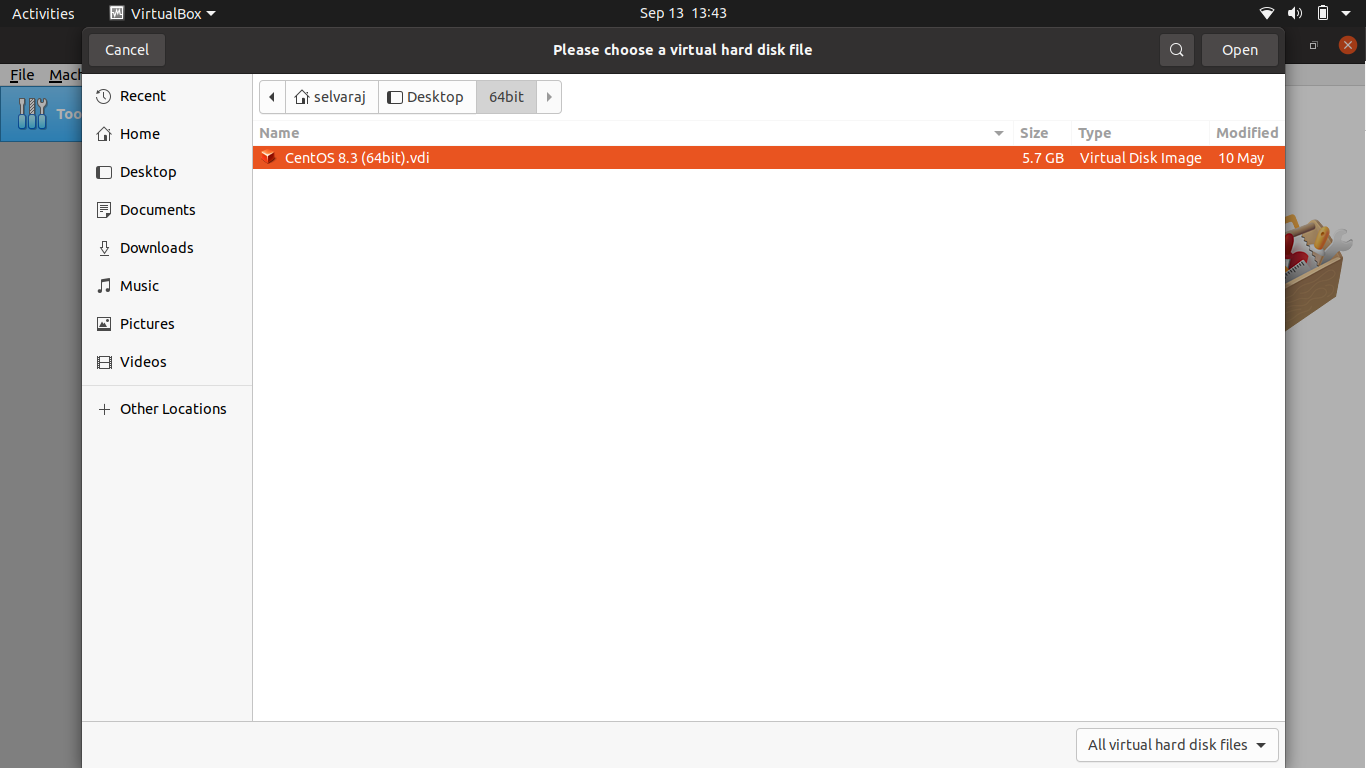 Activities VirtualBox Sep 13 13:43
Cancel Please choose a virtual hard disk file Open
File Mach
Too
Recent
Home
Desktop
Documents
Downloads
Music
Pictures
Videos
Other Locations
selvaraj Desktop 64bit
Name Size Type Modified
CentOS 8.3 (64bit).vdi 5.7 GB Virtual Disk Image 10 May
All virtual hard disk files